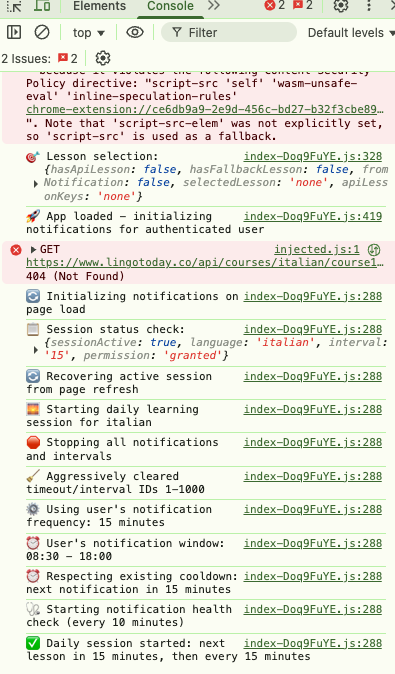 Elements Console » 2 2
top Filter Default levels
2 Issues: 2
Policy directive: "script-src 'self' 'wasm-unsafe-
eval' 'inline-speculation-rules'
chrome-extension://ce6db9a9-2e9d-456c-bd27-b32f3cbe89…
". Note that 'script-src-elem' was not explicitly set,
so 'script-src' is used as a fallback.
Lesson selection: index-Doq9FuYE.js:328
{hasApiLesson: false, hasFallbackLesson: false, from
Notification: false, selectedLesson: 'none', apiLess
onKeys: 'none'}
App loaded – initializing index-Doq9FuYE.js:419
notifications for authenticated user
GET injected.js:1
https://www.lingotoday.co/api/courses/italian/course1…
404 (Not Found)
Initializing notifications on index-Doq9FuYE.js:288
page load
Session status check: index-Doq9FuYE.js:288
{sessionActive: true, language: 'italian', interval:
'15', permission: 'granted'}
Recovering active session index-Doq9FuYE.js:288
from page refresh
Starting daily learning index-Doq9FuYE.js:288
session for italian
Stopping all notifications index-Doq9FuYE.js:288
and intervals
Aggressively cleared index-Doq9FuYE.js:288
timeout/interval IDs 1-1000
Using user's notification index-Doq9FuYE.js:288
frequency: 15 minutes
User's notification window: index-Doq9FuYE.js:288
08:30 – 18:00
Respecting existing cooldown: index-Doq9FuYE.js:288
next notification in 15 minutes
Starting notification health index-Doq9FuYE.js:288
check (every 10 minutes)
Daily session started: next index-Doq9FuYE.js:288
lesson in 15 minutes, then every 15 minutes